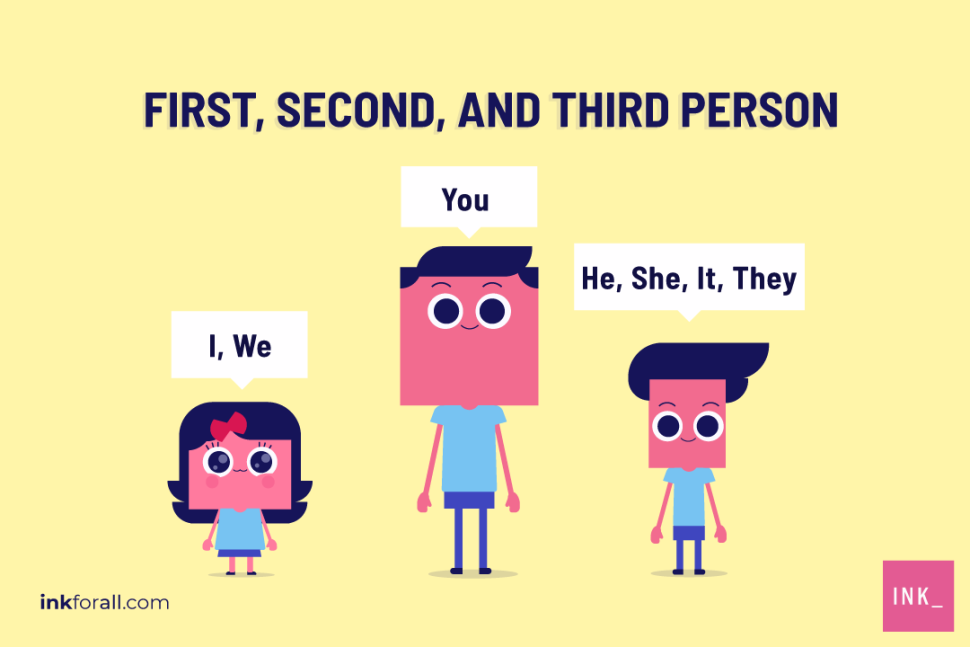 FIRST, SECOND, AND THIRD PERSON
You
He, She, It, They
I, We
inkforall.com
INK_